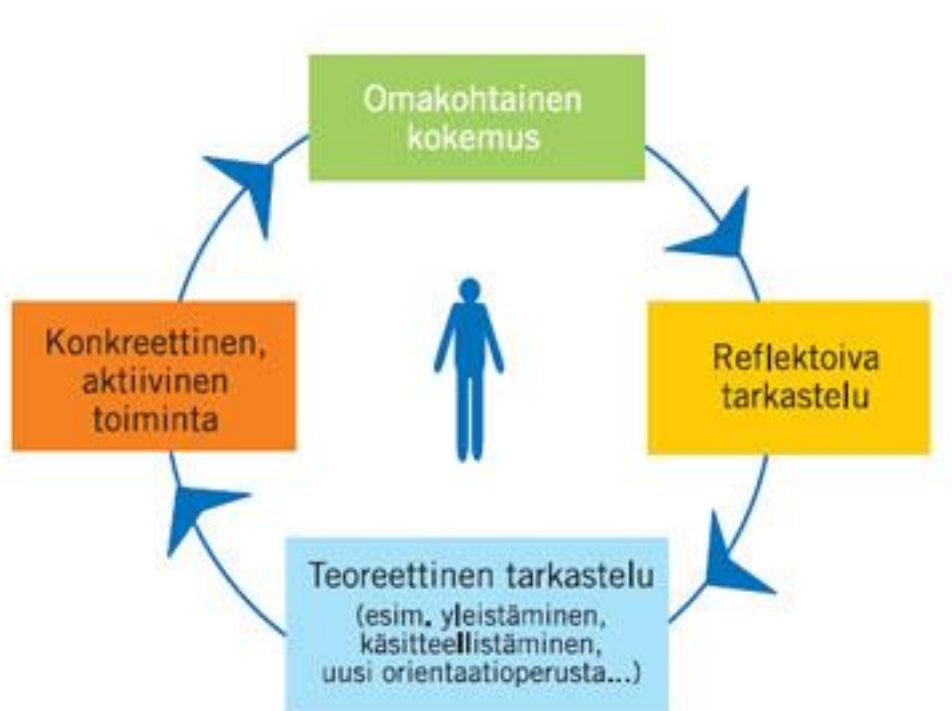 Omakohtainen
kokemus
Reflektoiva
tarkastelu
Teoreettinen tarkastelu
(esim. yleistäminen,
käsitteellistäminen,
uusi orientaatioperusta...)
Konkreettinen,
aktiivinen
toiminta